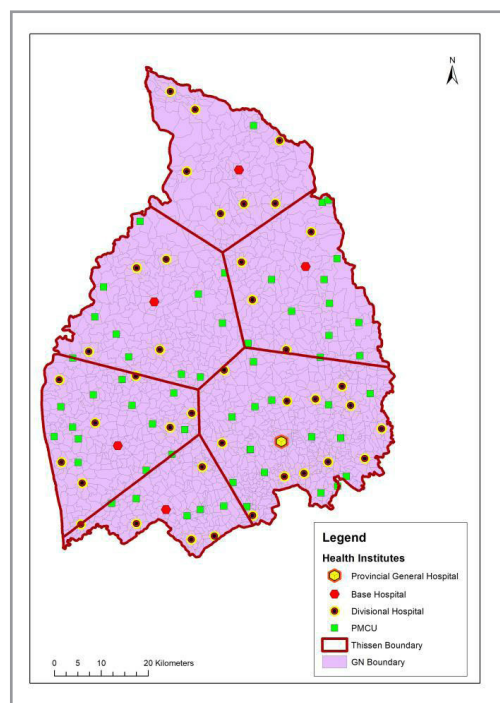 N
Legend
Health Institutes
Provincial General Hospital
Base Hospital
Divisional Hospital
PMCU
Thissen Boundary
GN Boundary
0 5 10 20 Kilometers